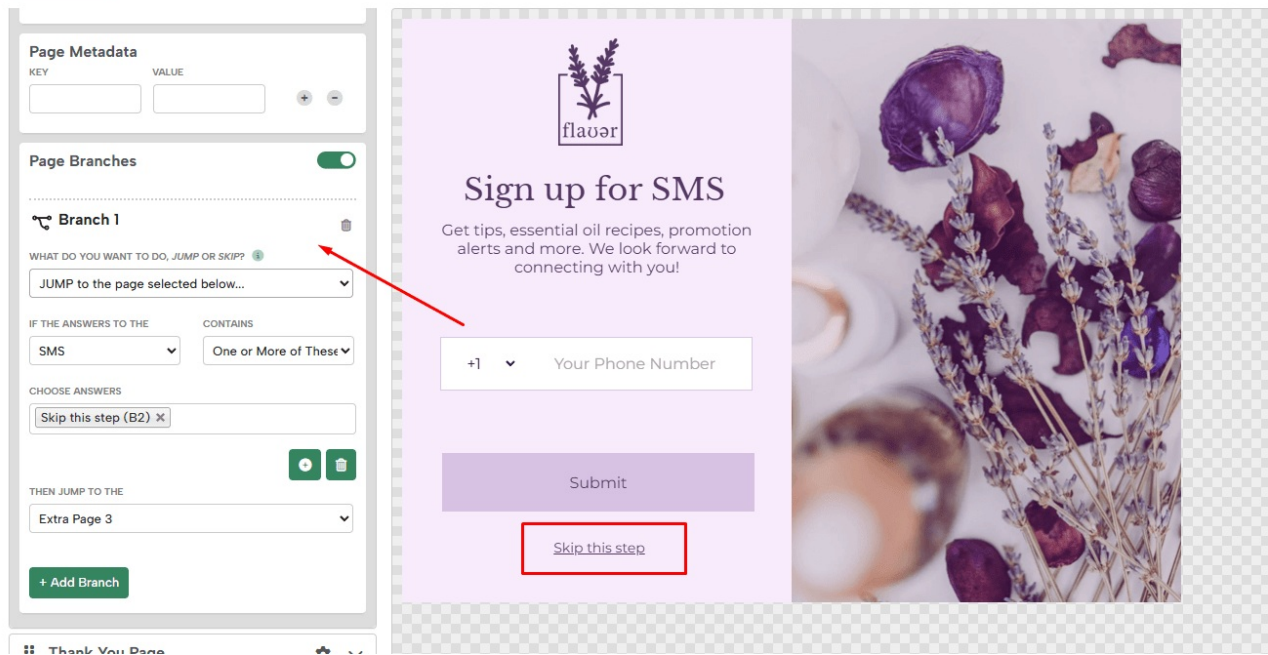 Page Metadata
KEY VALUE
Page Branches
Branch 1
WHAT DO YOU WANT TO DO, JUMP OR SKIP?
JUMP to the page selected below...
IF THE ANSWERS TO THE CONTAINS
SMS One or More of These
CHOOSE ANSWERS
Skip this step (B2) ×
THEN JUMP TO THE
Extra Page 3
+ Add Branch
Thank You Page
flaʊər
Sign up for SMS
Get tips, essential oil recipes, promotion
alerts and more. We look forward to
connecting with you!
+1 Your Phone Number
Submit
Skip this step